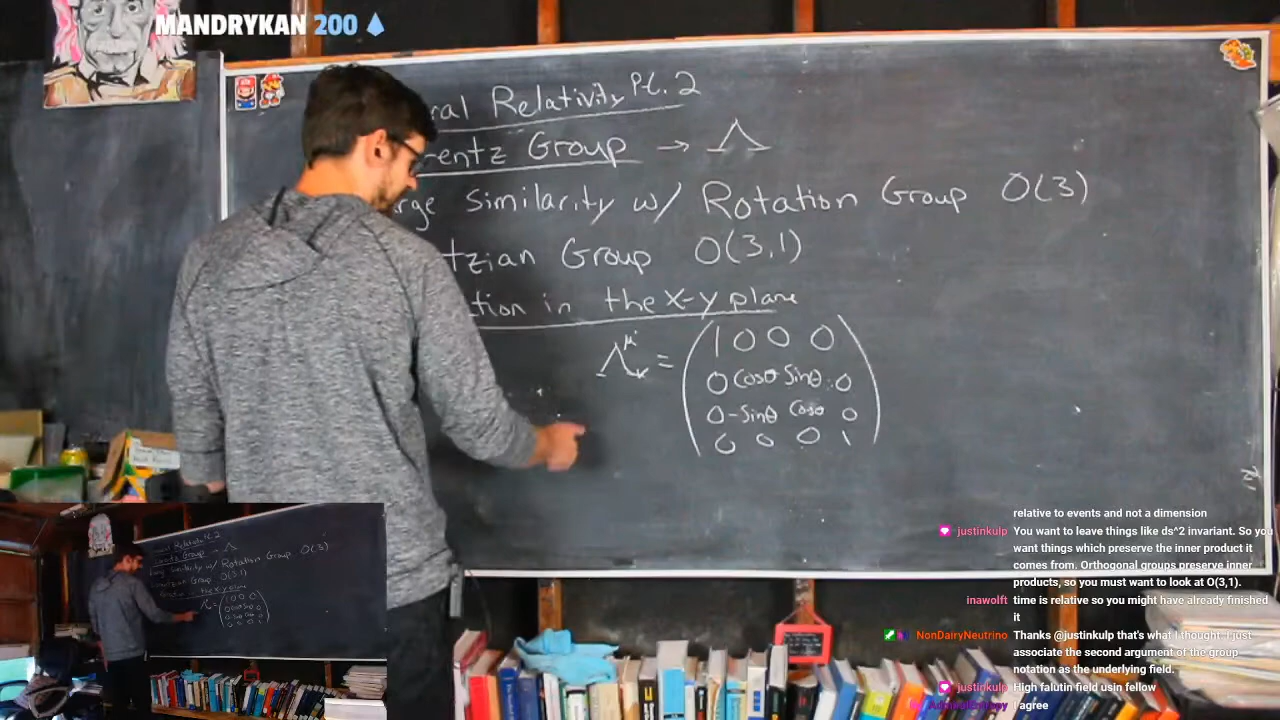 MANDRYKAN 200
ral Relativity Pt. 2
entz Group → Λ
rge Similarity w/ Rotation Group O(3)
tzian Group O(3,1)
tion in the x-y plane
Λ^μ_ν = ( 1 0 0 0
0 cosθ sinθ 0
0 -sinθ cosθ 0
0 0 0 1 )
relative to events and not a dimension
justinkulp You want to leave things like ds^2 invariant. So you
want things which preserve the inner product it
comes from. Orthogonal groups preserve inner
products, so you must want to look at O(3,1).
inawolft time is relative so you might have already finished
it
NonDairyNeutrino Thanks @justinkulp that's what I thought. I just
associate the second argument of the group
notation as the underlying field.
justinkulp High falutin field usin fellow
I agree